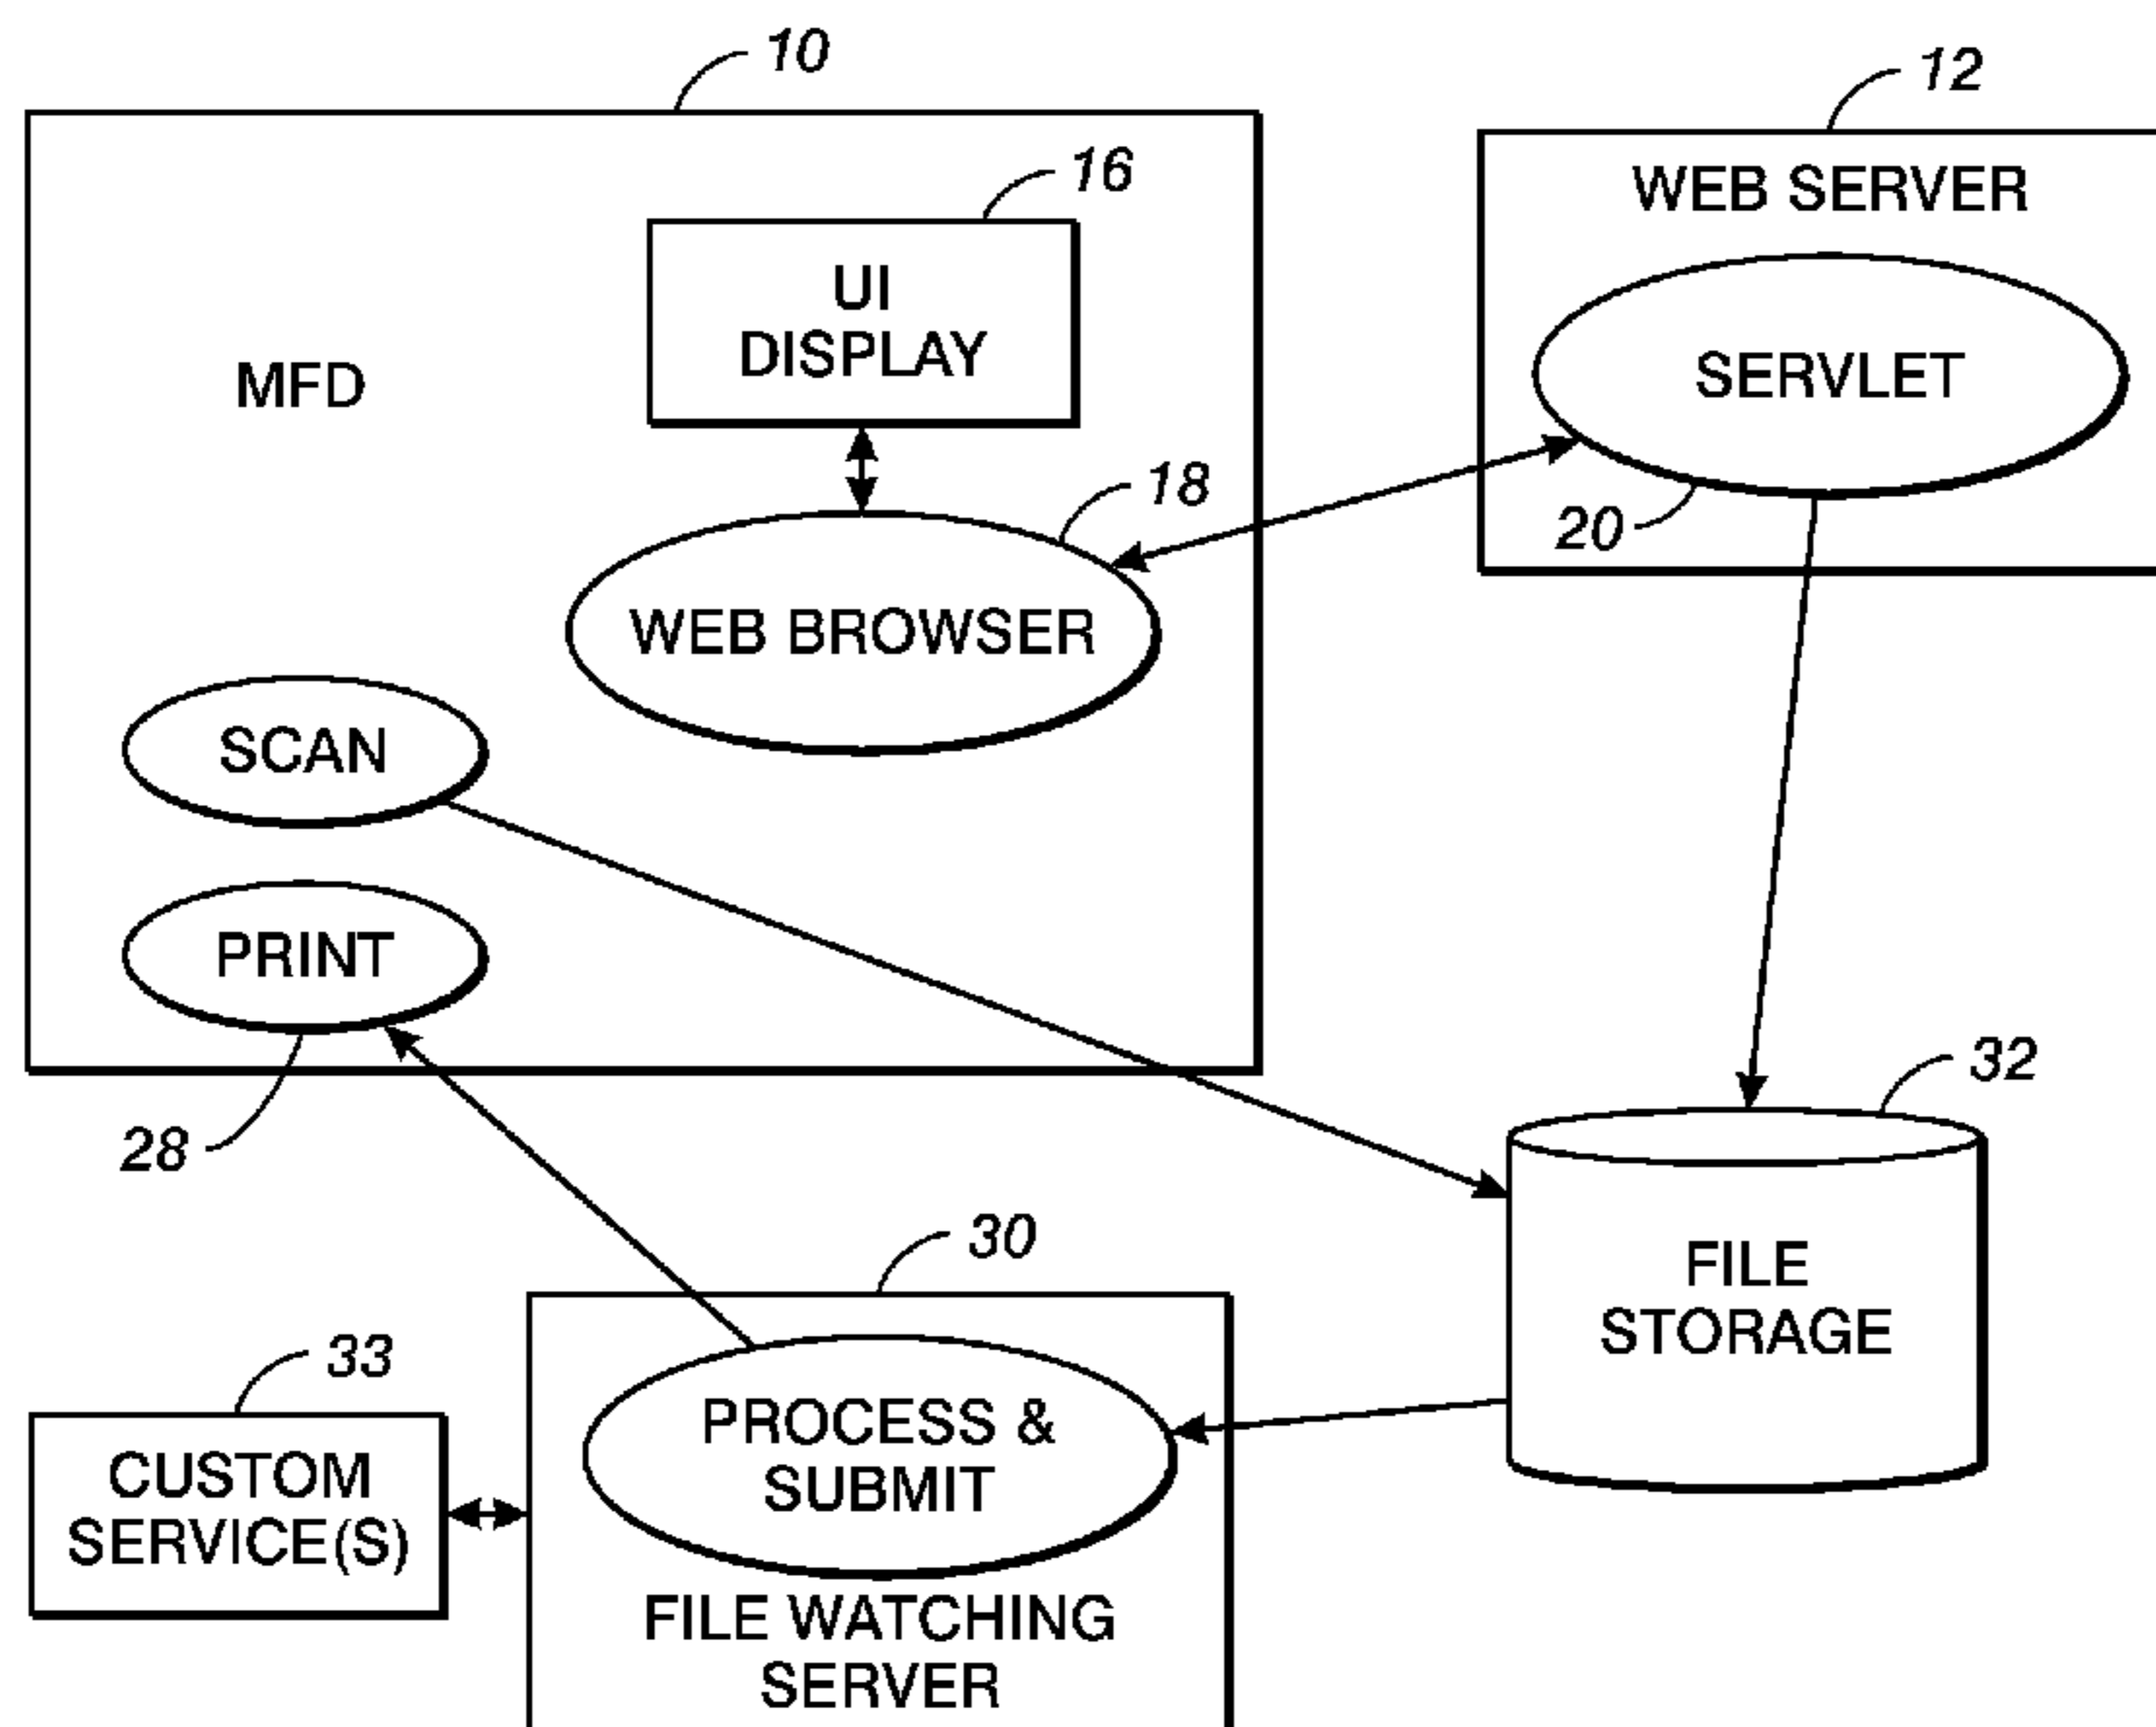 10
12
16
WEB SERVER
UI
DISPLAY
MFD
SERVLET
18
20
WEB BROWSER
SCAN
PRINT
28
32
30
FILE
STORAGE
33
PROCESS &
SUBMIT
CUSTOM
SERVICE(S)
FILE WATCHING
SERVER